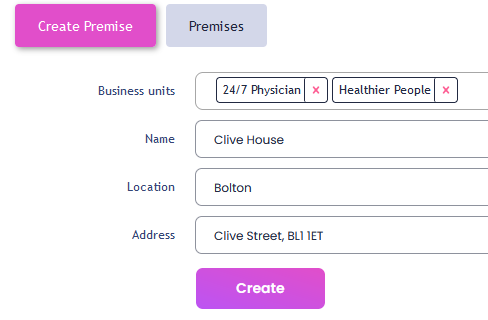 Create Premise Premises
Business units 24/7 Physician × Healthier People ×
Name Clive House
Location Bolton
Address Clive Street, BL1 1ET
Create